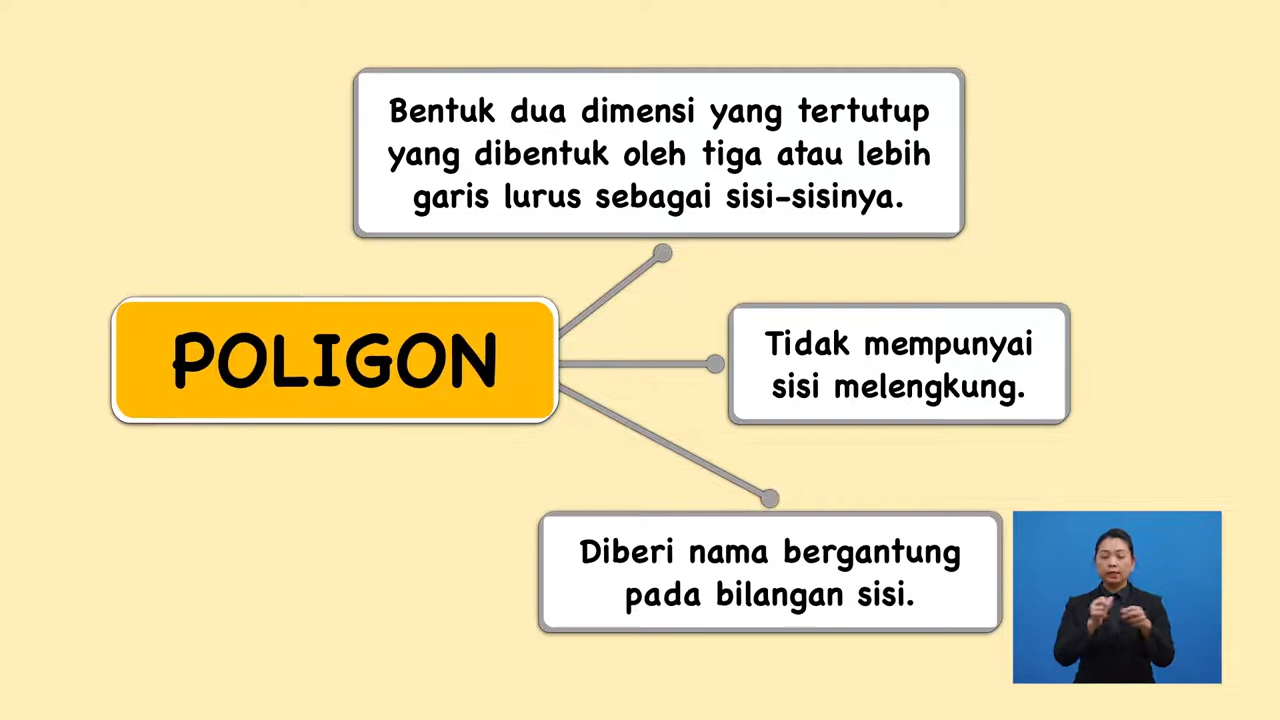 Bentuk dua dimensi yang tertutup
yang dibentuk oleh tiga atau lebih
garis lurus sebagai sisi-sisinya.
POLIGON
Tidak mempunyai
sisi melengkung.
Diberi nama bergantung
pada bilangan sisi.